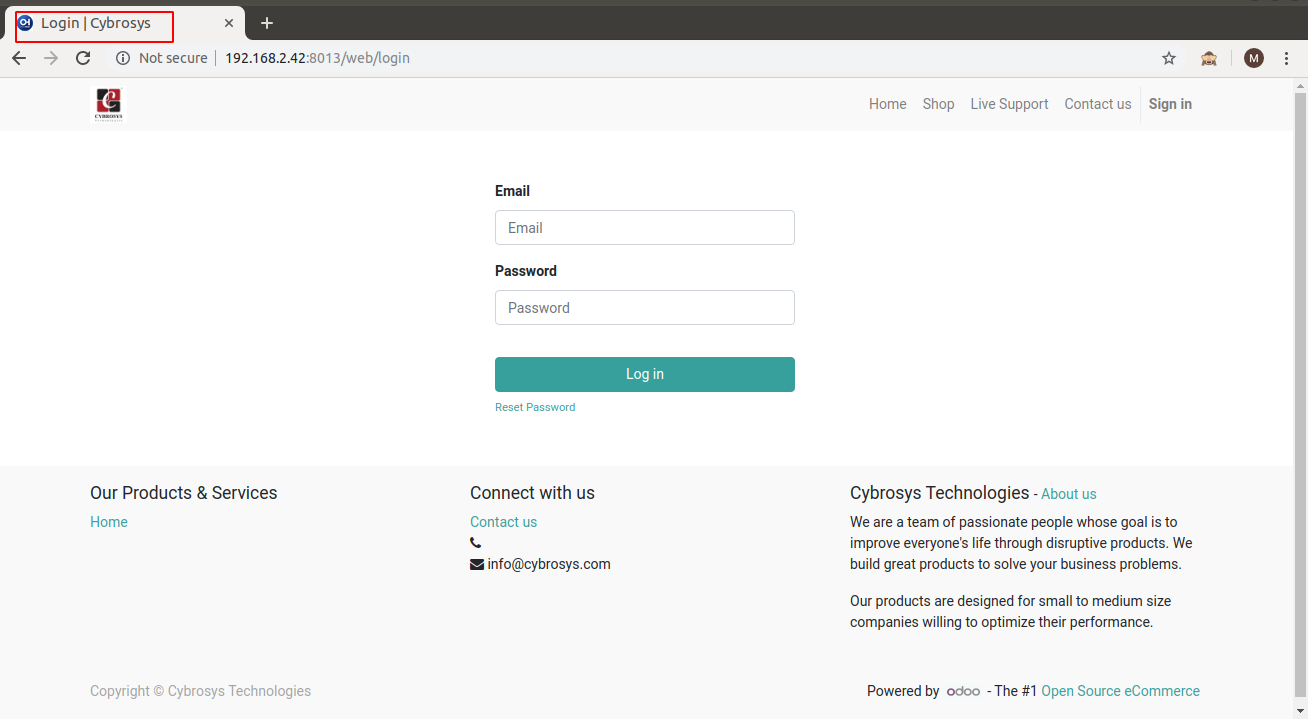 Login | Cybrosys
Not secure 192.168.2.42:8013/web/login
M
CYBROSYS
Home Shop Live Support Contact us Sign in
Email
Email
Password
Password
Log in
Reset Password
Our Products & Services
Home
Connect with us
Contact us
info@cybrosys.com
Cybrosys Technologies - About us
We are a team of passionate people whose goal is to
improve everyone's life through disruptive products. We
build great products to solve your business problems.
Our products are designed for small to medium size
companies willing to optimize their performance.
Copyright © Cybrosys Technologies
Powered by odoo - The #1 Open Source eCommerce